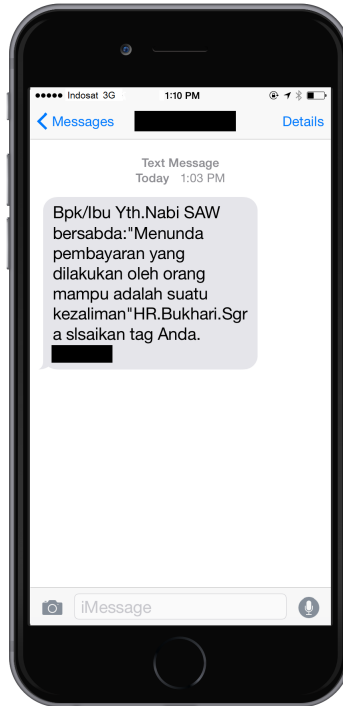 Indosat 3G 1:10 PM
Messages Details
Text Message
Today 1:03 PM
Bpk/Ibu Yth.Nabi SAW
bersabda:"Menunda
pembayaran yang
dilakukan oleh orang
mampu adalah suatu
kezaliman"HR.Bukhari.Sgr
a slsaikan tag Anda.
iMessage